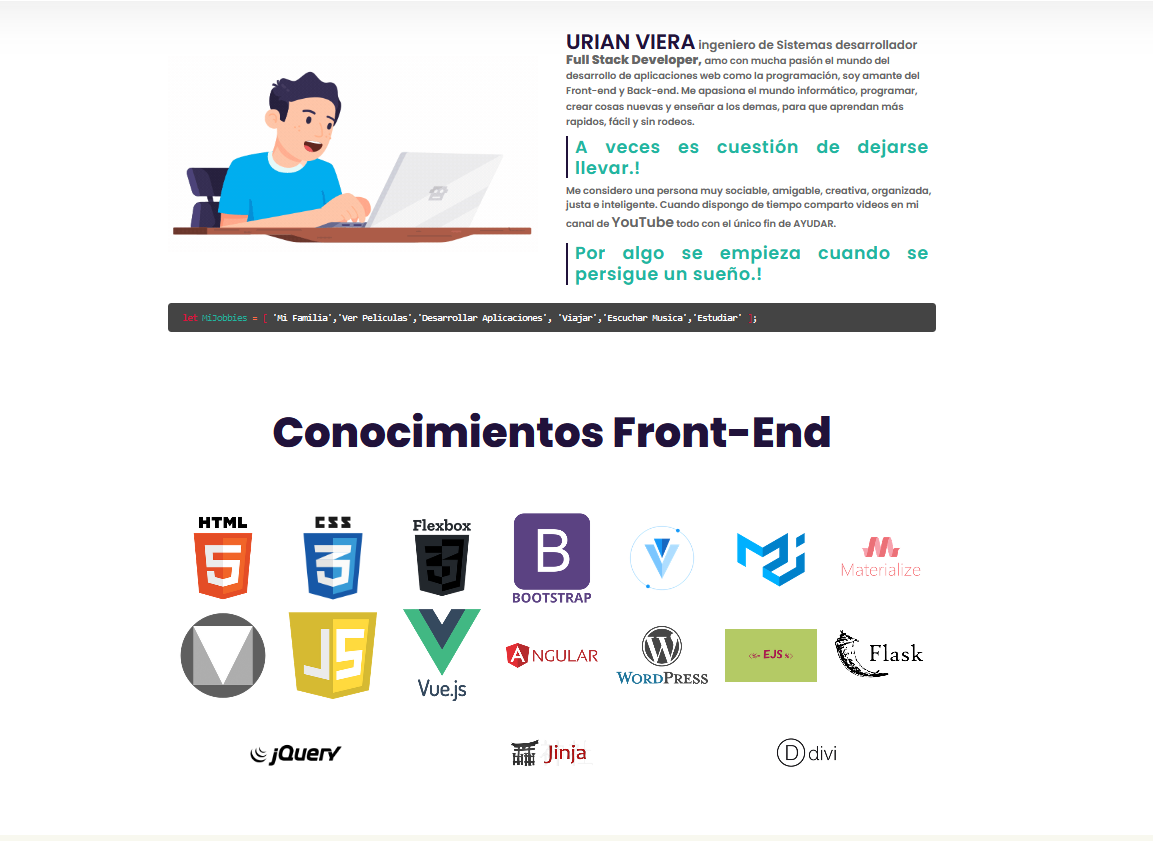 URIAN VIERA ingeniero de Sistemas desarrollador
Full Stack Developer, amo con mucha pasión el mundo del
desarrollo de aplicaciones web como la programación, soy amante del
Front-end y Back-end. Me apasiona el mundo informático, programar,
crear cosas nuevas y enseñar a los demas, para que aprendan más
rapidos, fácil y sin rodeos.
A veces es cuestión de dejarse
llevar.!
Me considero una persona muy sociable, amigable, creativa, organizada,
justa e inteligente. Cuando dispongo de tiempo comparto videos en mi
canal de YouTube todo con el único fin de AYUDAR.
Por algo se empieza cuando se
persigue un sueño.!
let MiJobbies = [ 'Mi Familia','Ver Peliculas','Desarrollar Aplicaciones', 'Viajar','Escuchar Musica','Estudiar' ];
Conocimientos Front-End
HTML CSS Flexbox B BOOTSTRAP Materialize
JS Vue.js ANGULAR WORDPRESS <%- EJS %> Flask
jQuery Jinja D divi